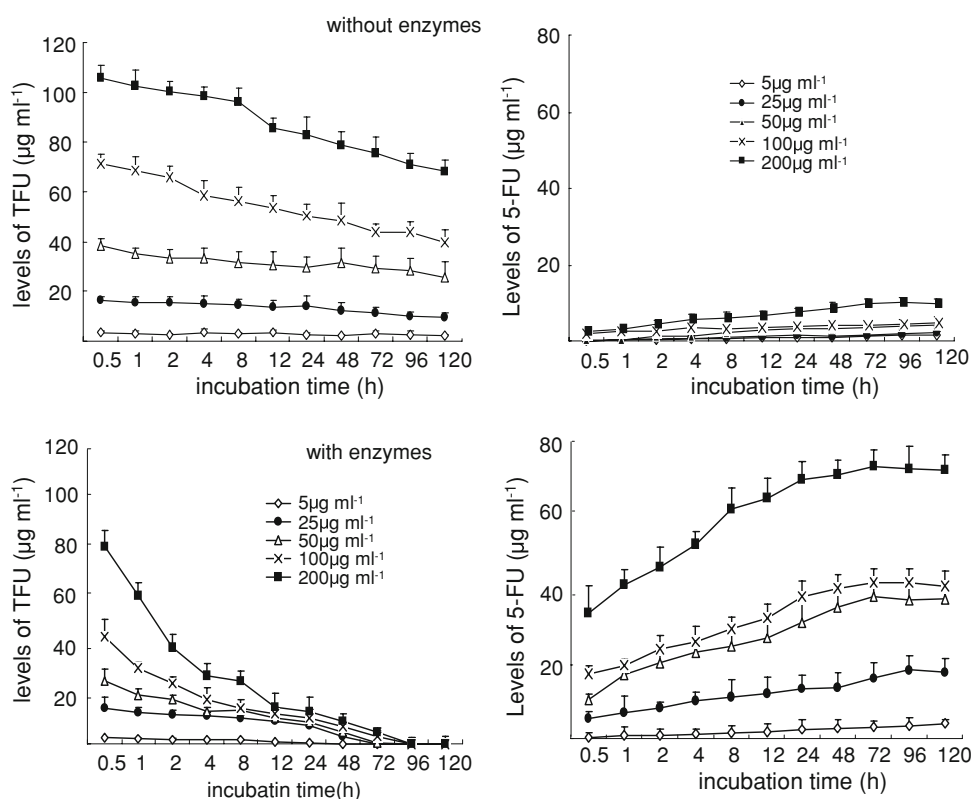 without enzymes
levels of TFU (µg ml-1)
120
100
80
60
40
20
0.5 1 2 4 8 12 24 48 72 96 120
incubation time (h)
Levels of 5-FU (µg ml-1)
80
60
40
20
5µg ml-1
25µg ml-1
50µg ml-1
100µg ml-1
200µg ml-1
0.5 1 2 4 8 12 24 48 72 96 120
incubation time (h)
with enzymes
levels of TFU (µg ml-1)
120
100
80
60
40
20
5µg ml-1
25µg ml-1
50µg ml-1
100µg ml-1
200µg ml-1
0.5 1 2 4 8 12 24 48 72 96 120
incubatin time(h)
Levels of 5-FU (µg ml-1)
80
60
40
20
0.5 1 2 4 8 12 24 48 72 96 120
incubation time (h)